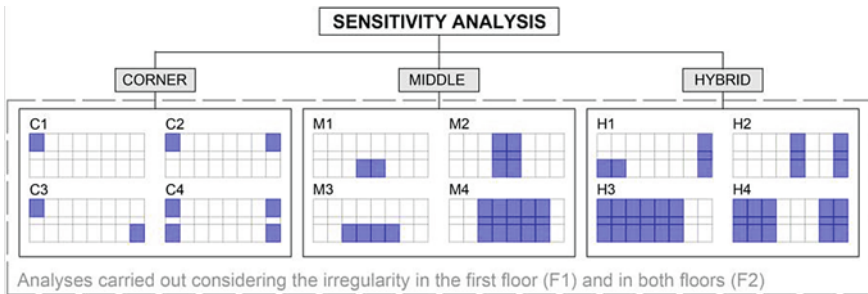 SENSITIVITY ANALYSIS
CORNER
MIDDLE
HYBRID
C1
C2
C3
C4
M1
M2
M3
M4
H1
H2
H3
H4
Analyses carried out considering the irregularity in the first floor (F1) and in both floors (F2)